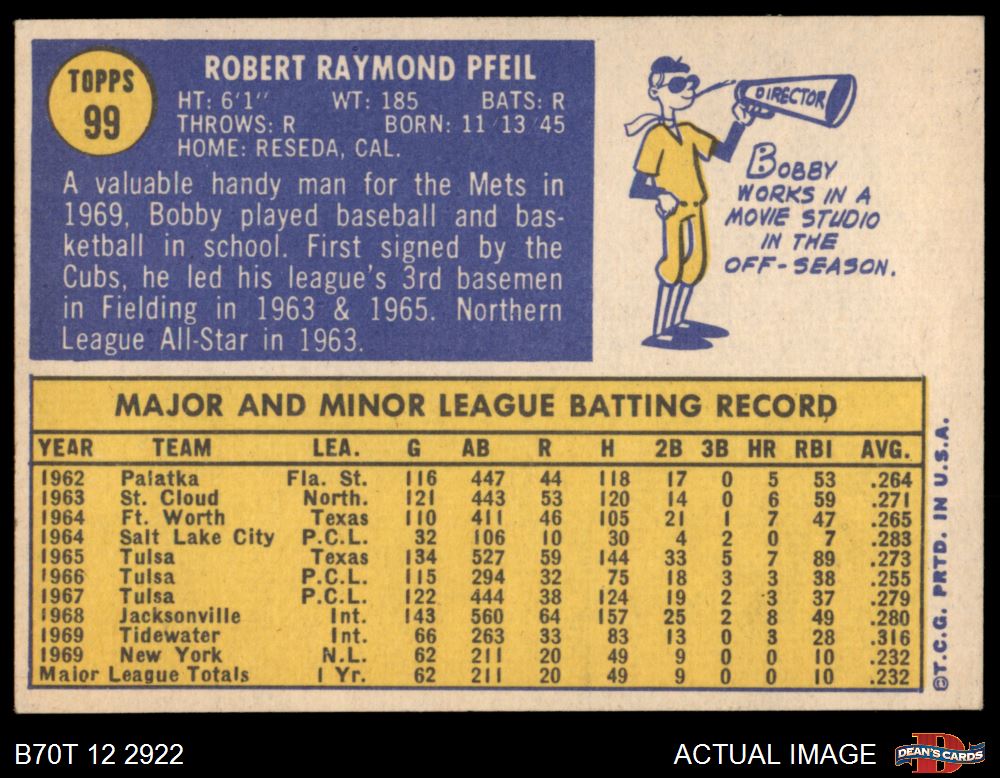 TOPPS
99
ROBERT RAYMOND PFEIL
HT: 6'1" WT: 185 BATS: R
THROWS: R BORN: 11/13/45
HOME: RESEDA, CAL.
A valuable handy man for the Mets in
1969, Bobby played baseball and bas-
ketball in school. First signed by the
Cubs, he led his league's 3rd basemen
in Fielding in 1963 & 1965. Northern
League All-Star in 1963.
DIRECTOR
BOBBY
WORKS IN A
MOVIE STUDIO
IN THE
OFF-SEASON.
MAJOR AND MINOR LEAGUE BATTING RECORD
YEAR TEAM LEA. G AB R H 2B 3B HR RBI AVG.
1962 Palatka Fla. St. 116 447 44 118 17 0 5 53 .264
1963 St. Cloud North. 121 443 53 120 14 0 6 59 .271
1964 Ft. Worth Texas 110 411 46 105 21 1 7 47 .265
1964 Salt Lake City P.C.L. 32 106 10 30 4 2 0 7 .283
1965 Tulsa Texas 134 527 59 144 33 5 7 89 .273
1966 Tulsa P.C.L. 115 294 32 75 18 3 3 38 .255
1967 Tulsa P.C.L. 122 444 38 124 19 2 3 37 .279
1968 Jacksonville Int. 143 560 64 157 25 2 8 49 .280
1969 Tidewater Int. 66 263 33 83 13 0 3 28 .316
1969 New York N.L. 62 211 20 49 9 0 0 10 .232
Major League Totals 1 Yr. 62 211 20 49 9 0 0 10 .232
©T.C.G. PRTD. IN U.S.A.
B70T 12 2922
ACTUAL IMAGE
DEAN'S CARDS